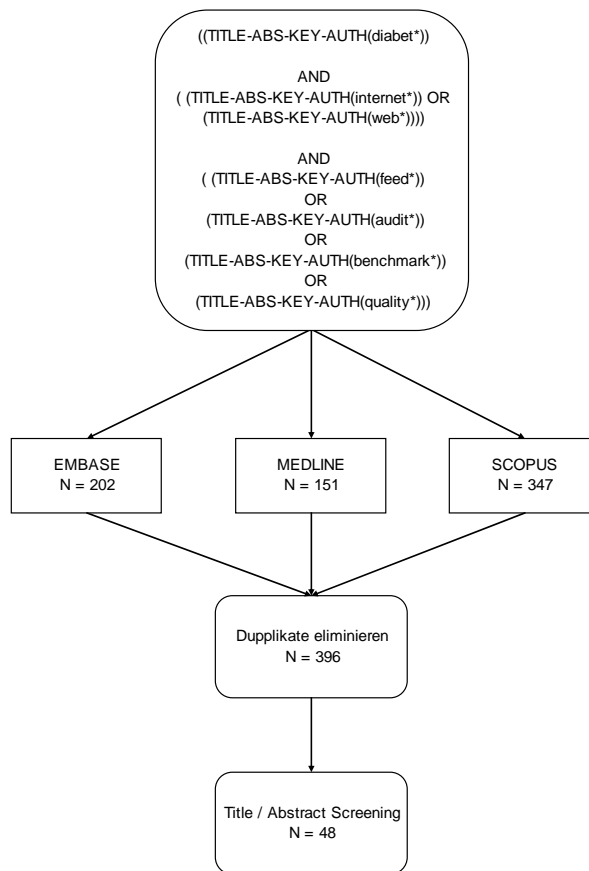 ((TITLE-ABS-KEY-AUTH(diabet*))
AND
( (TITLE-ABS-KEY-AUTH(internet*)) OR
(TITLE-ABS-KEY-AUTH(web*))))
AND
( (TITLE-ABS-KEY-AUTH(feed*))
OR
(TITLE-ABS-KEY-AUTH(audit*))
OR
(TITLE-ABS-KEY-AUTH(benchmark*))
OR
(TITLE-ABS-KEY-AUTH(quality*)))
EMBASE
N = 202
MEDLINE
N = 151
SCOPUS
N = 347
Dupplikate eliminieren
N = 396
Title / Abstract Screening
N = 48